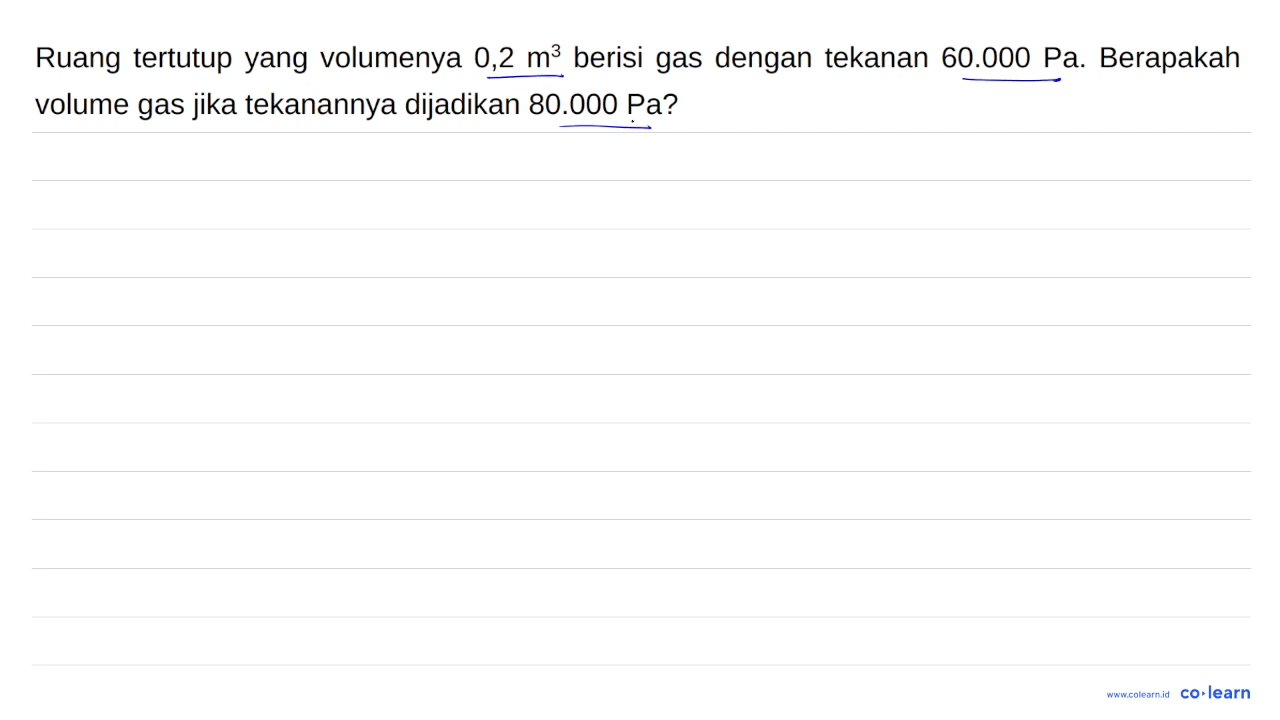 Ruang tertutup yang volumenya 0,2 m³ berisi gas dengan tekanan 60.000 Pa. Berapakah
volume gas jika tekanannya dijadikan 80.000 Pa?
www.colearn.id co learn